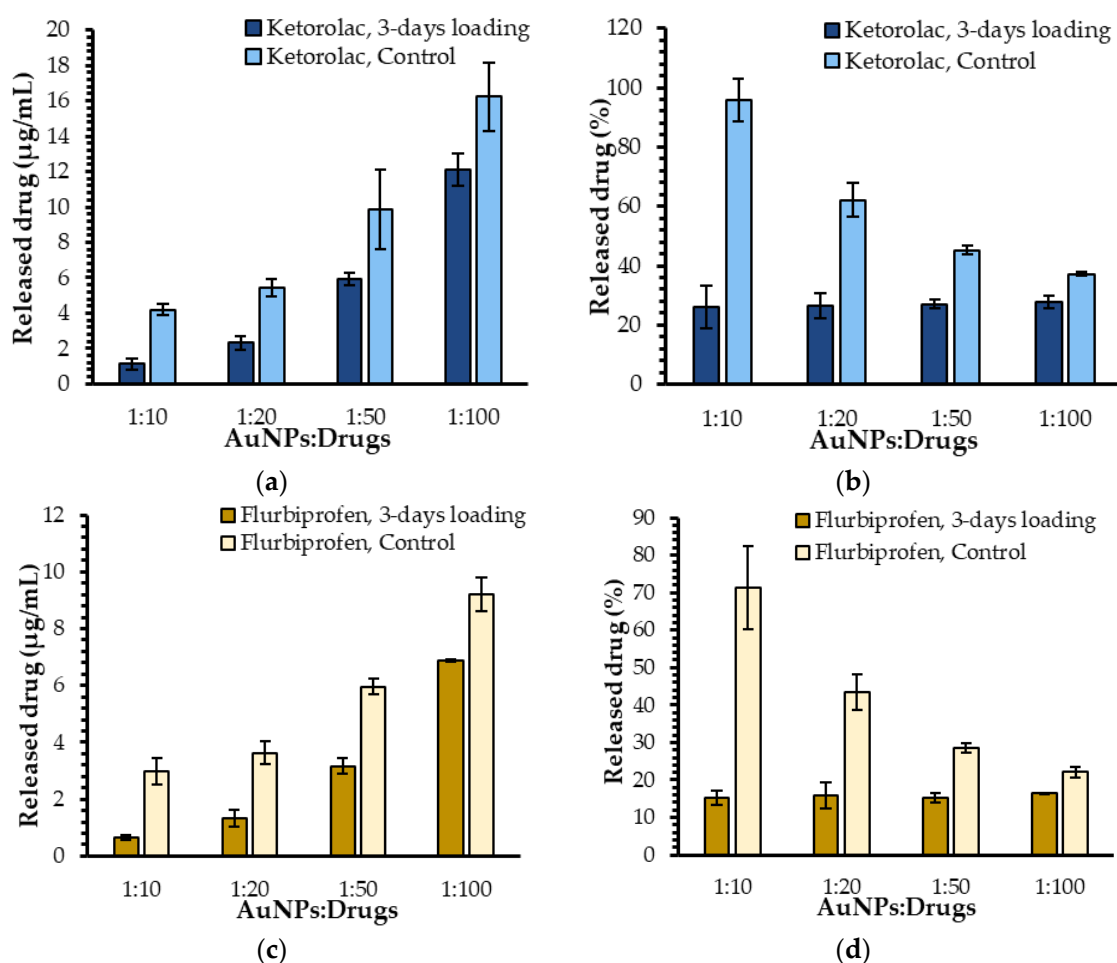 Ketorolac, 3-days loading
Ketorolac, Control
Released drug (µg/mL)
20
18
16
14
12
10
8
6
4
2
0
1:10 1:20 1:50 1:100
AuNPs:Drugs
(a)
Ketorolac, 3-days loading
Ketorolac, Control
Released drug (%)
120
100
80
60
40
20
0
1:10 1:20 1:50 1:100
AuNPs:Drugs
(b)
Flurbiprofen, 3-days loading
Flurbiprofen, Control
Released drug (µg/mL)
12
10
8
6
4
2
0
1:10 1:20 1:50 1:100
AuNPs:Drugs
(c)
Flurbiprofen, 3-days loading
Flurbiprofen, Control
Released drug (%)
90
80
70
60
50
40
30
20
10
0
1:10 1:20 1:50 1:100
AuNPs:Drugs
(d)